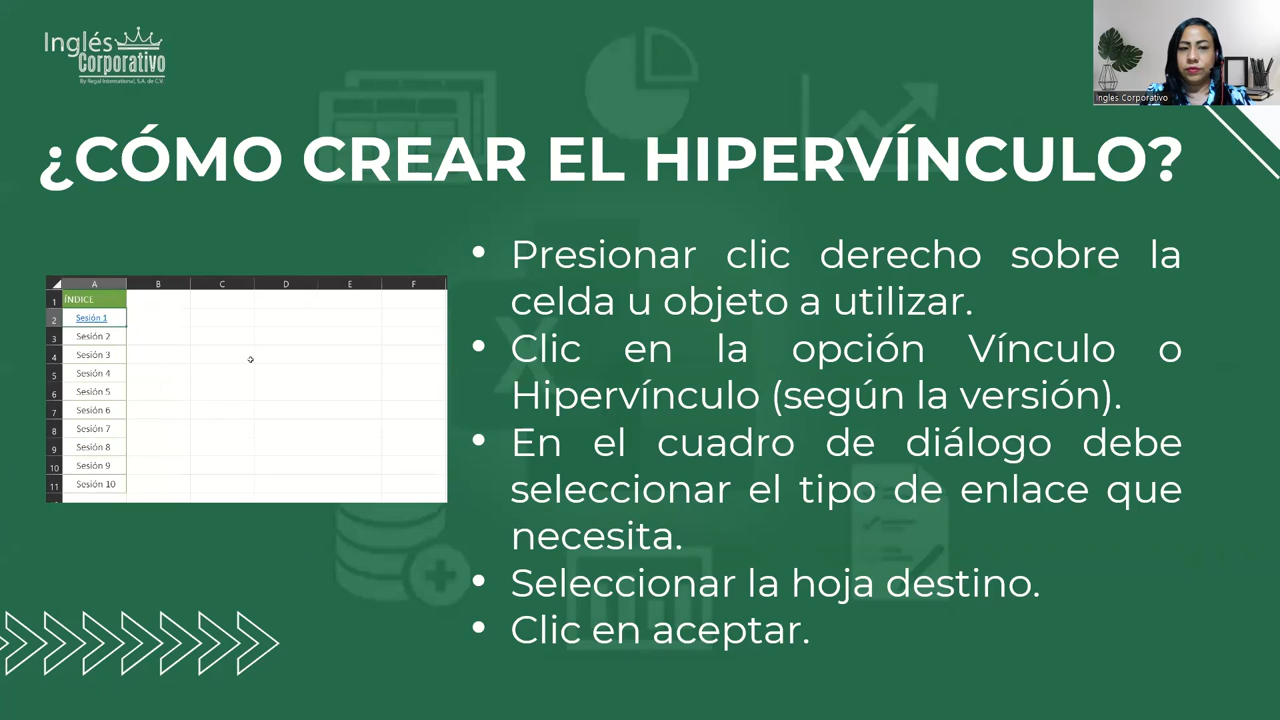 Inglés
Corporativo
By Regal International, S.A. de C.V.
Ingles Corporativo
¿CÓMO CREAR EL HIPERVÍNCULO?
• Presionar clic derecho sobre la
celda u objeto a utilizar.
• Clic en la opción Vínculo o
Hipervínculo (según la versión).
• En el cuadro de diálogo debe
seleccionar el tipo de enlace que
necesita.
• Seleccionar la hoja destino.
• Clic en aceptar.
A B C D E F
1 ÍNDICE
2 Sesión 1
3 Sesión 2
4 Sesión 3
5 Sesión 4
6 Sesión 5
7 Sesión 6
8 Sesión 7
9 Sesión 8
10 Sesión 9
11 Sesión 10